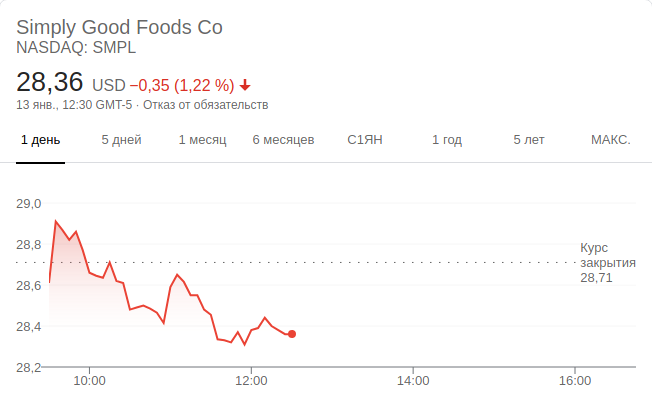 Simply Good Foods Co
NASDAQ: SMPL
28,36 USD −0,35 (1,22 %)
13 янв., 12:30 GMT-5 · Отказ от обязательств
1 день 5 дней 1 месяц 6 месяцев С1ЯН 1 год 5 лет МАКС.
29,0
28,8
Курс
закрытия
28,71
28,6
28,4
28,2
10:00 12:00 14:00 16:00